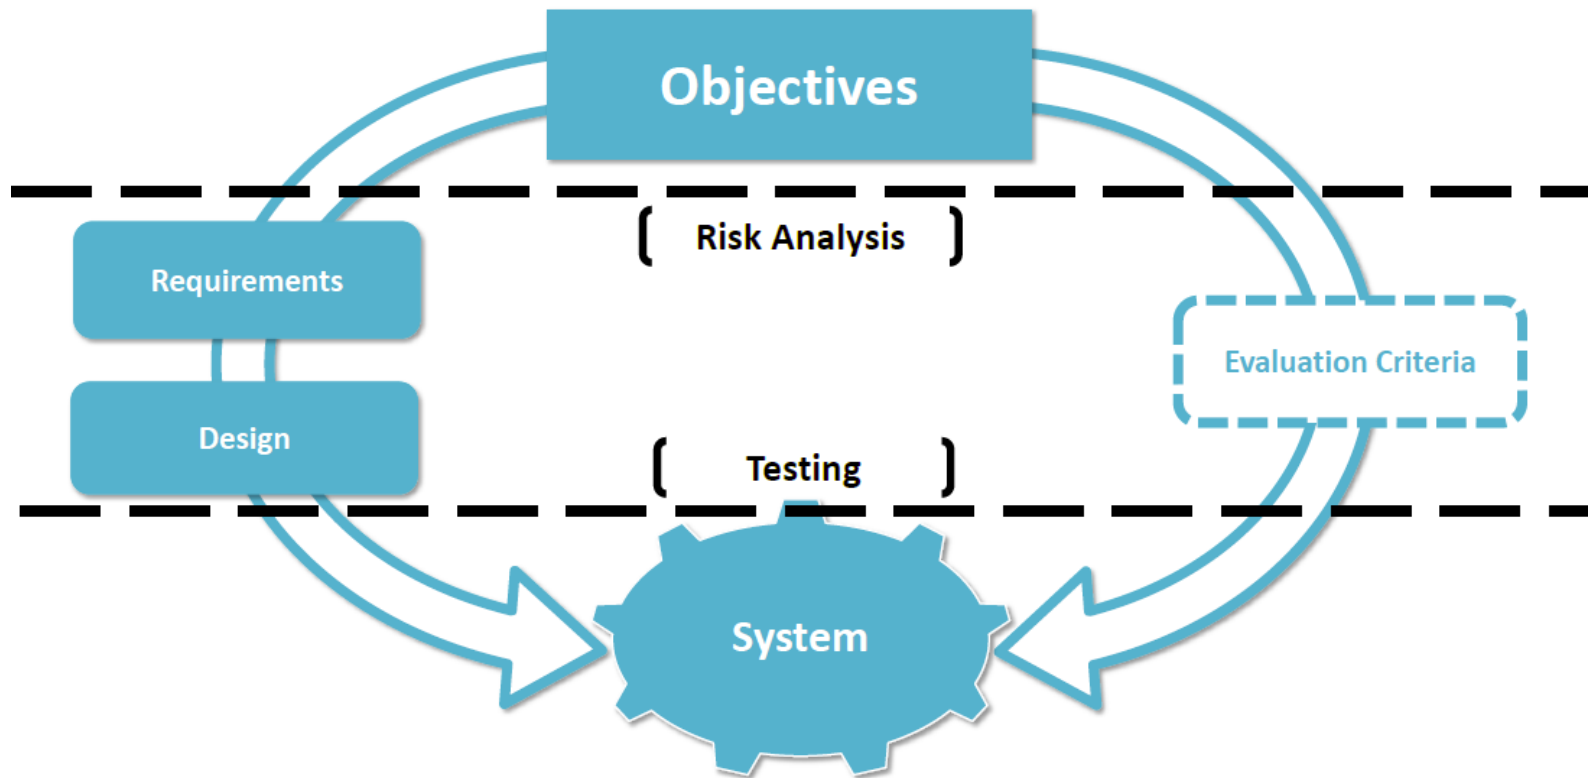 Objectives
Risk Analysis
Requirements
Evaluation Criteria
Design
Testing
System